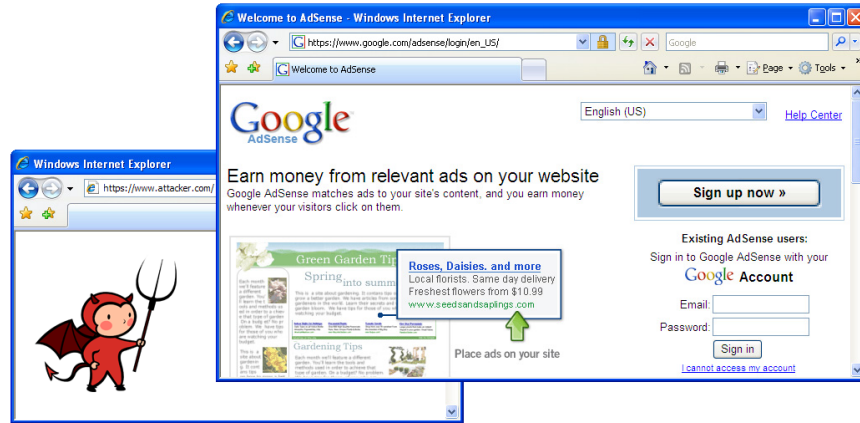 Welcome to AdSense - Windows Internet Explorer
https://www.google.com/adsense/login/en_US/
Google
Welcome to AdSense
Page
Tools
Google
AdSense
English (US)
Help Center
Earn money from relevant ads on your website
Google AdSense matches ads to your site's content, and you earn money
whenever your visitors click on them.
Sign up now »
Existing AdSense users:
Sign in to Google AdSense with your
Google Account
Email:
Password:
Sign in
I cannot access my account
Green Garden Tip
Spring into summ
Gardening Tips
Roses, Daisies. and more
Local florists. Same day delivery
Freshest flowers from $10.99
www.seedsandsaplings.com
Place ads on your site
Windows Internet Explorer
https://www.attacker.com/